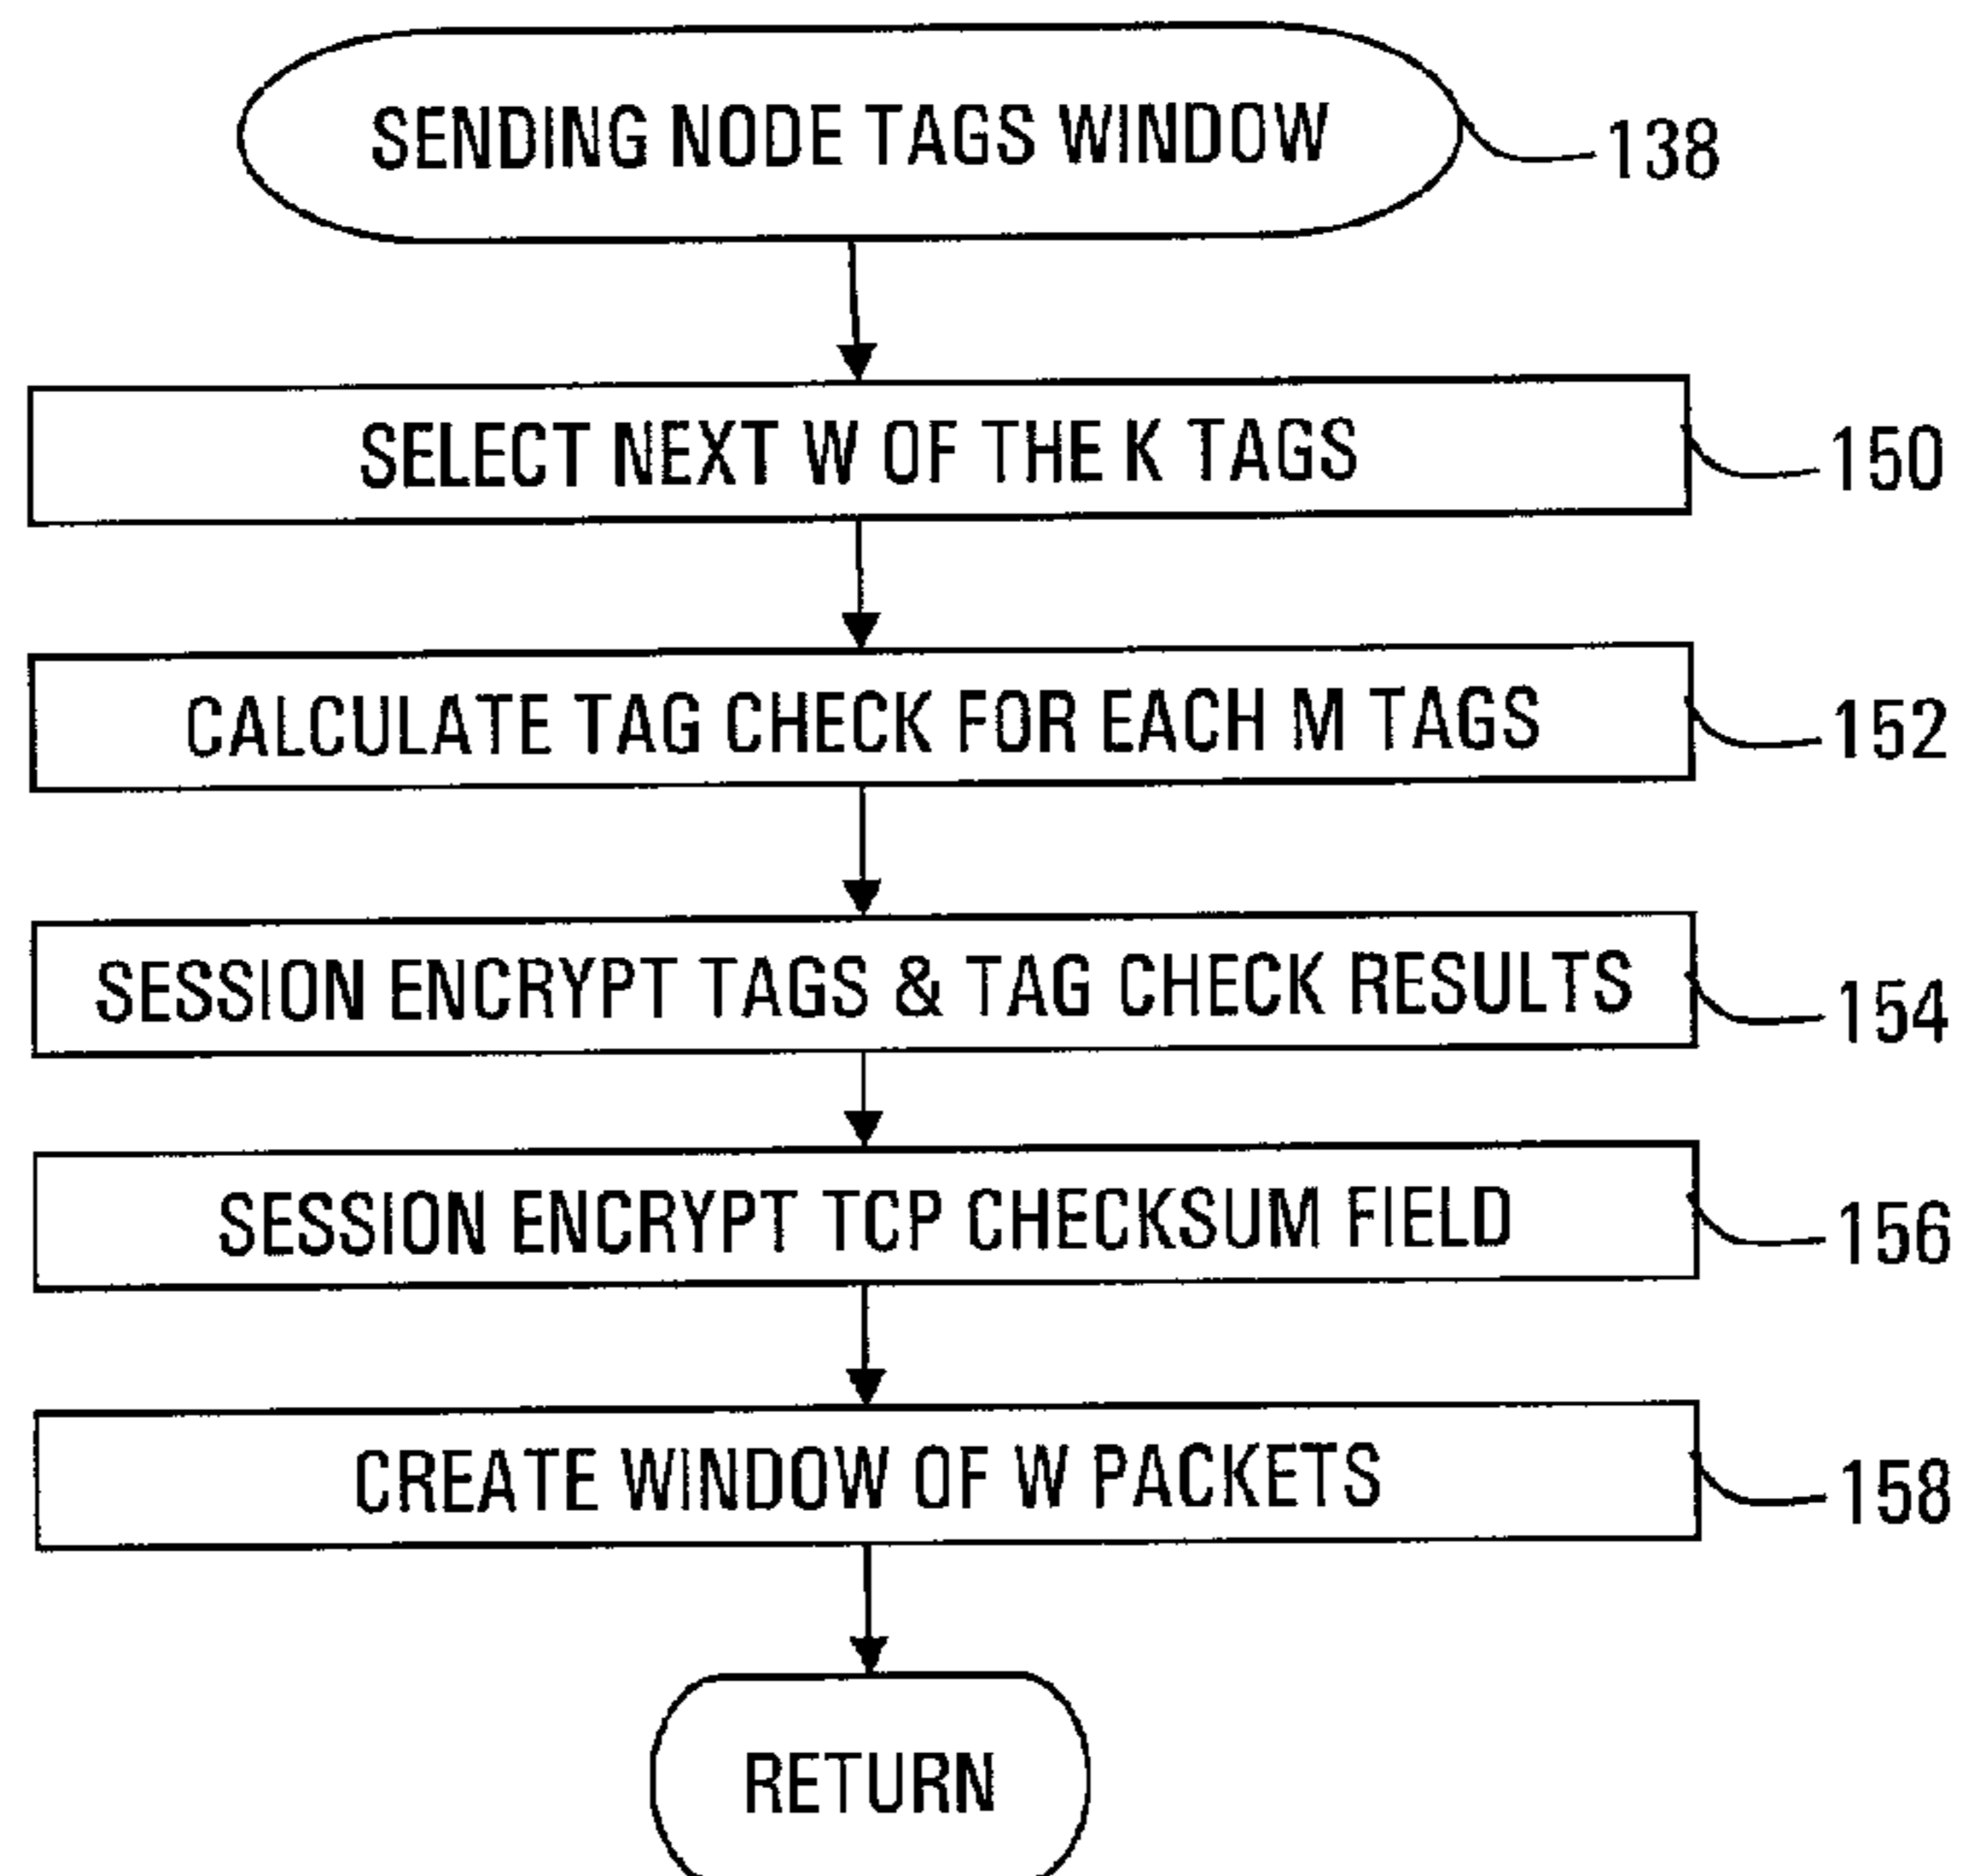 SENDING NODE TAGS WINDOW
138
SELECT NEXT W OF THE K TAGS
150
CALCULATE TAG CHECK FOR EACH M TAGS
152
SESSION ENCRYPT TAGS & TAG CHECK RESULTS
154
SESSION ENCRYPT TCP CHECKSUM FIELD
156
CREATE WINDOW OF W PACKETS
158
RETURN